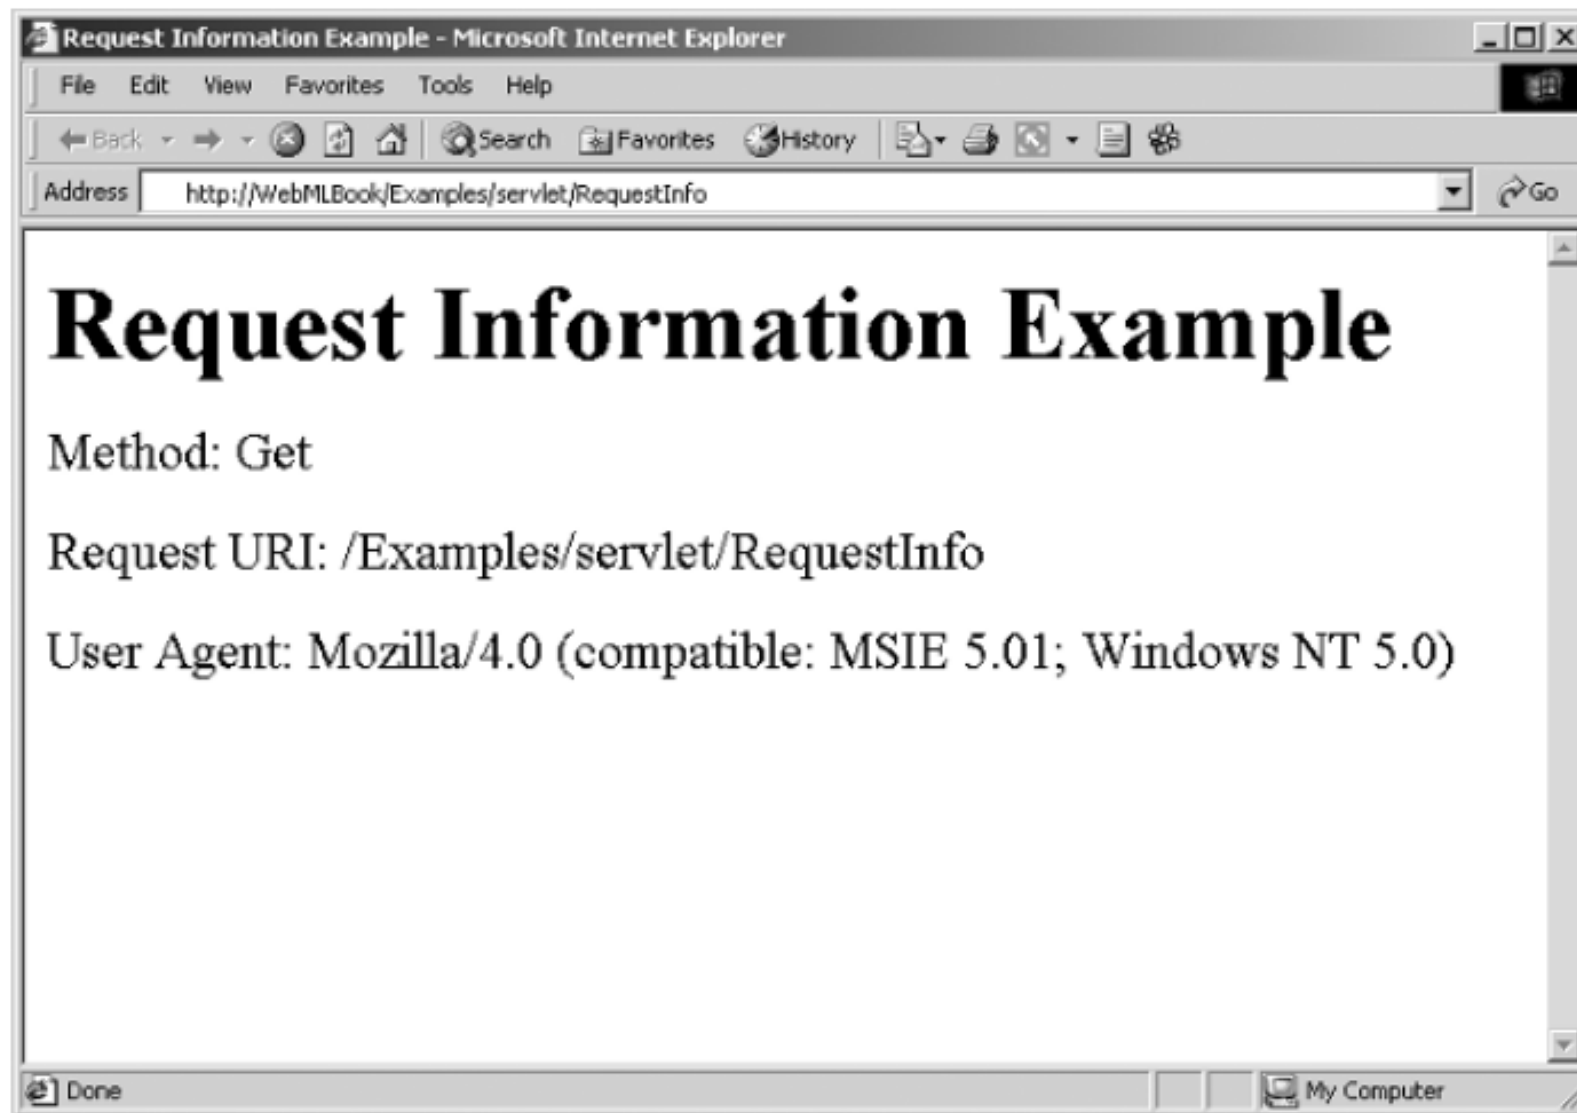 Request Information Example - Microsoft Internet Explorer
File Edit View Favorites Tools Help
Back Search Favorites History
Address http://WebMLBook/Examples/servlet/RequestInfo Go
Request Information Example
Method: Get
Request URI: /Examples/servlet/RequestInfo
User Agent: Mozilla/4.0 (compatible: MSIE 5.01; Windows NT 5.0)
Done My Computer